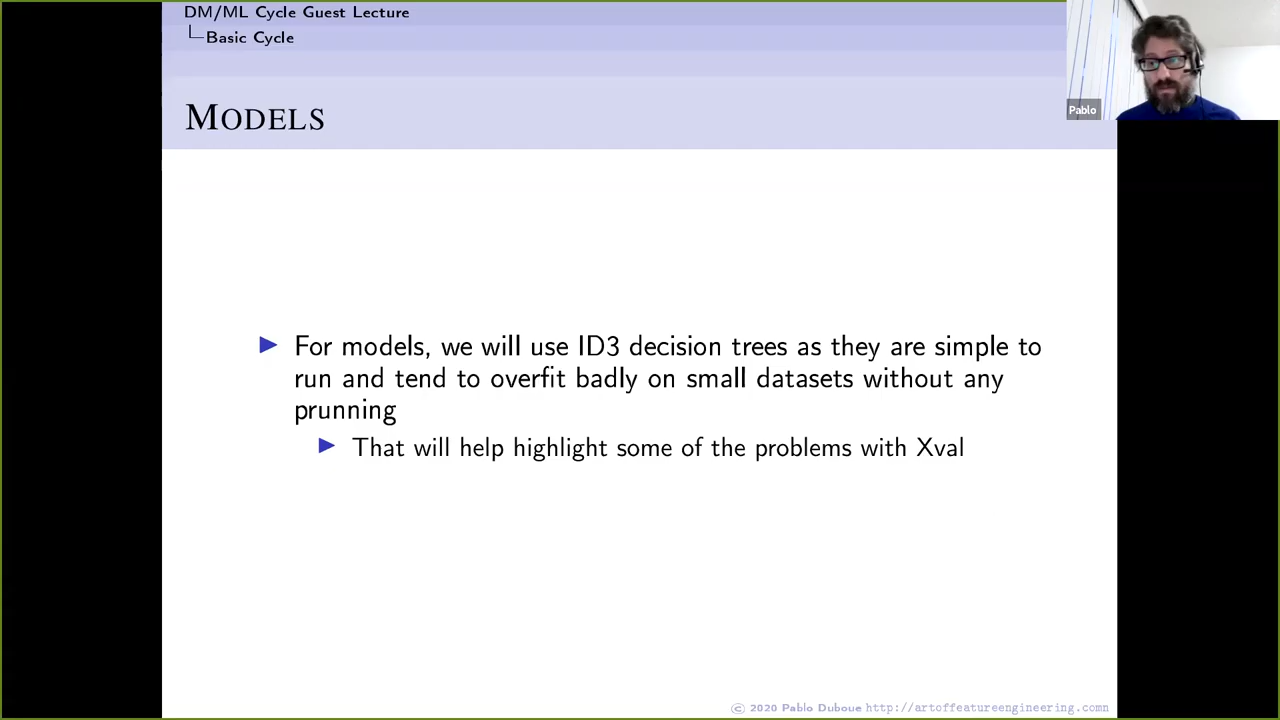 DM/ML Cycle Guest Lecture
Basic Cycle
Pablo
MODELS
For models, we will use ID3 decision trees as they are simple to
run and tend to overfit badly on small datasets without any
prunning
That will help highlight some of the problems with Xval
© 2020 Pablo Duboue http://artoffeatureengineering.comn